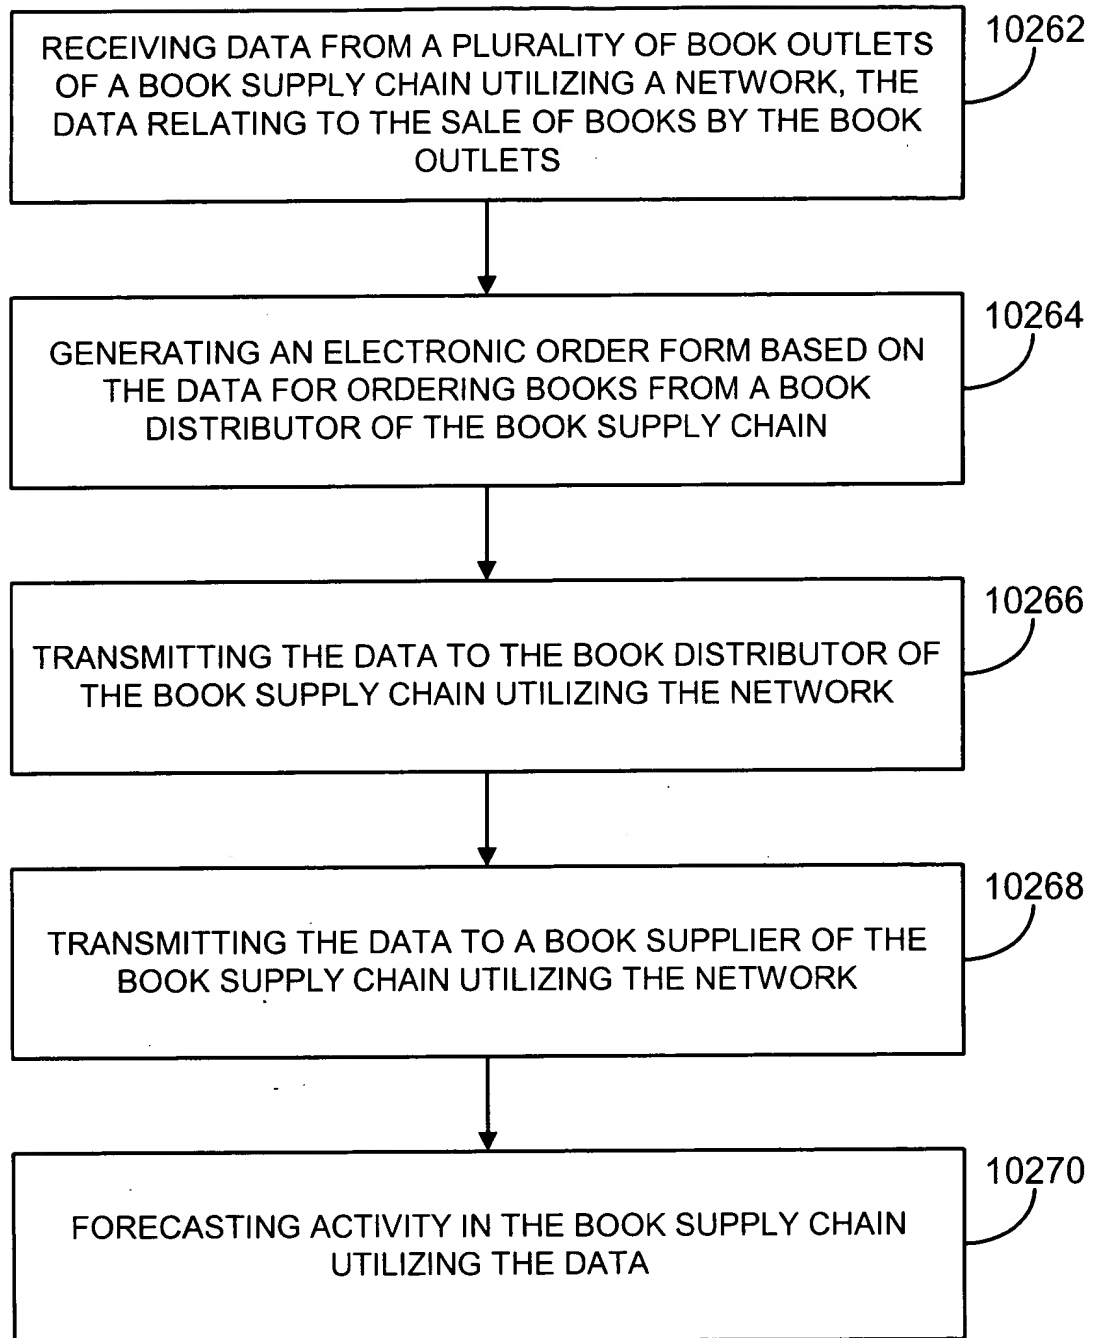 RECEIVING DATA FROM A PLURALITY OF BOOK OUTLETS
OF A BOOK SUPPLY CHAIN UTILIZING A NETWORK, THE
DATA RELATING TO THE SALE OF BOOKS BY THE BOOK
OUTLETS
10262
GENERATING AN ELECTRONIC ORDER FORM BASED ON
THE DATA FOR ORDERING BOOKS FROM A BOOK
DISTRIBUTOR OF THE BOOK SUPPLY CHAIN
10264
TRANSMITTING THE DATA TO THE BOOK DISTRIBUTOR OF
THE BOOK SUPPLY CHAIN UTILIZING THE NETWORK
10266
TRANSMITTING THE DATA TO A BOOK SUPPLIER OF THE
BOOK SUPPLY CHAIN UTILIZING THE NETWORK
10268
FORECASTING ACTIVITY IN THE BOOK SUPPLY CHAIN
UTILIZING THE DATA
10270